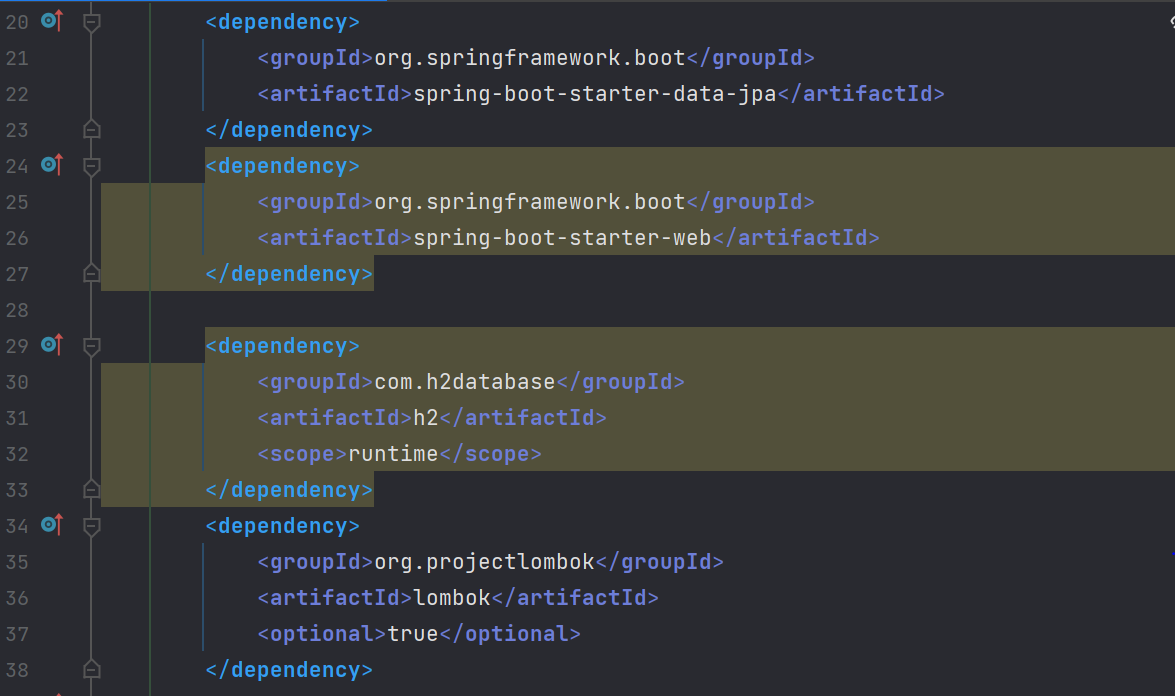 20 <dependency>
21 <groupId>org.springframework.boot</groupId>
22 <artifactId>spring-boot-starter-data-jpa</artifactId>
23 </dependency>
24 <dependency>
25 <groupId>org.springframework.boot</groupId>
26 <artifactId>spring-boot-starter-web</artifactId>
27 </dependency>
28
29 <dependency>
30 <groupId>com.h2database</groupId>
31 <artifactId>h2</artifactId>
32 <scope>runtime</scope>
33 </dependency>
34 <dependency>
35 <groupId>org.projectlombok</groupId>
36 <artifactId>lombok</artifactId>
37 <optional>true</optional>
38 </dependency>